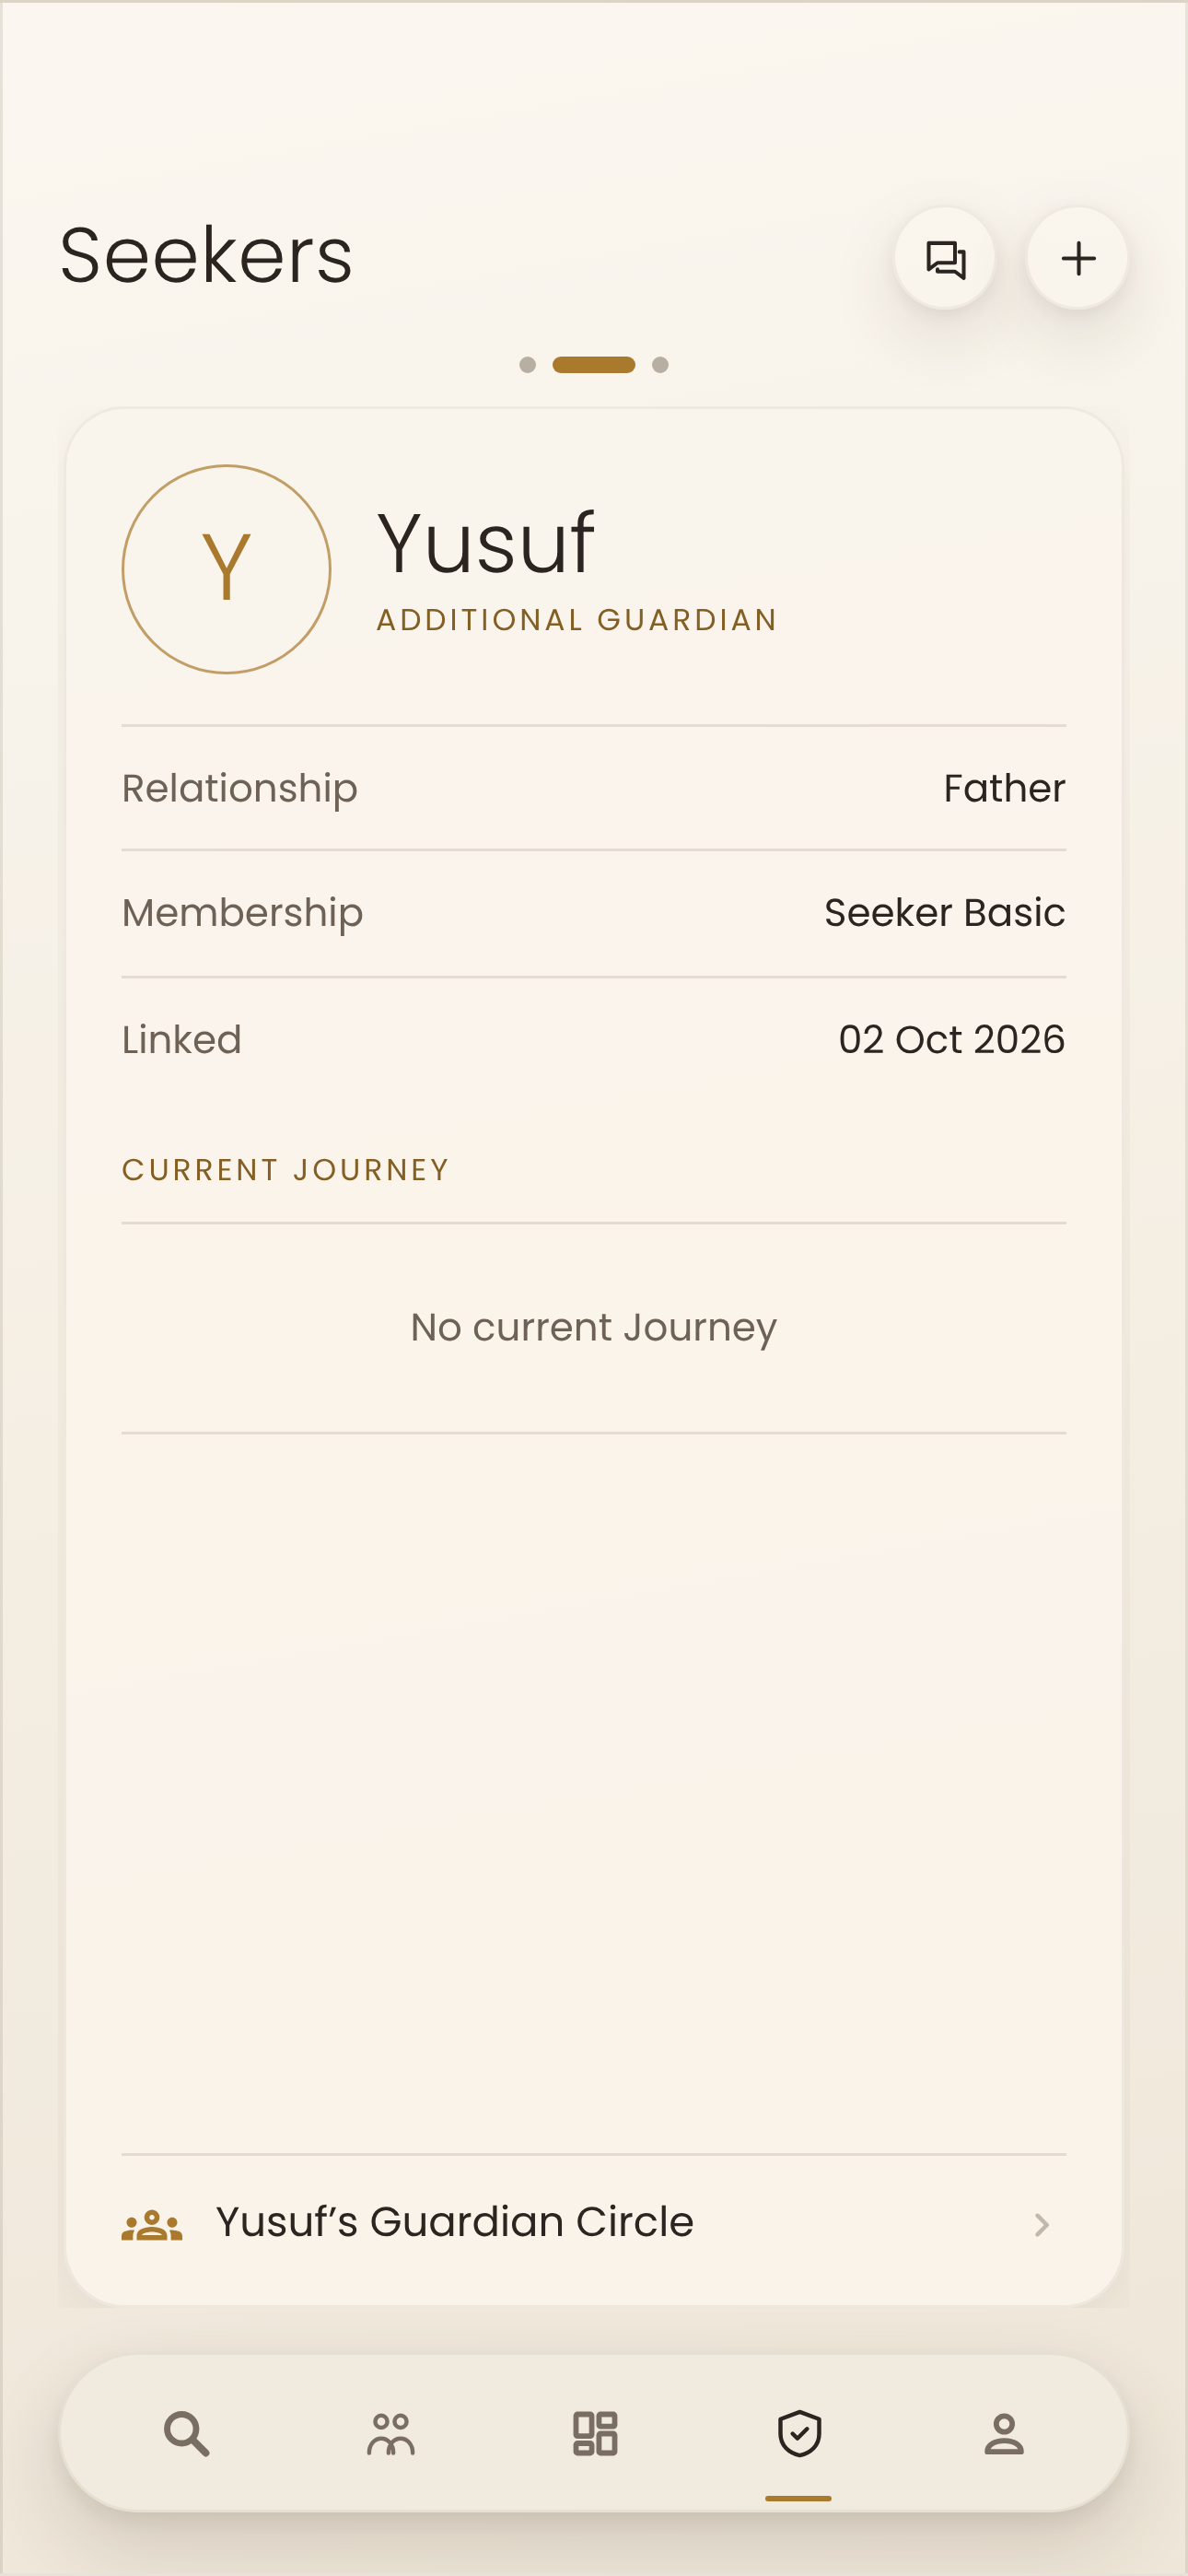 Seekers
Y
Yusuf
ADDITIONAL GUARDIAN
Relationship Father
Membership Seeker Basic
Linked 02 Oct 2026
CURRENT JOURNEY
No current Journey
Yusuf’s Guardian Circle